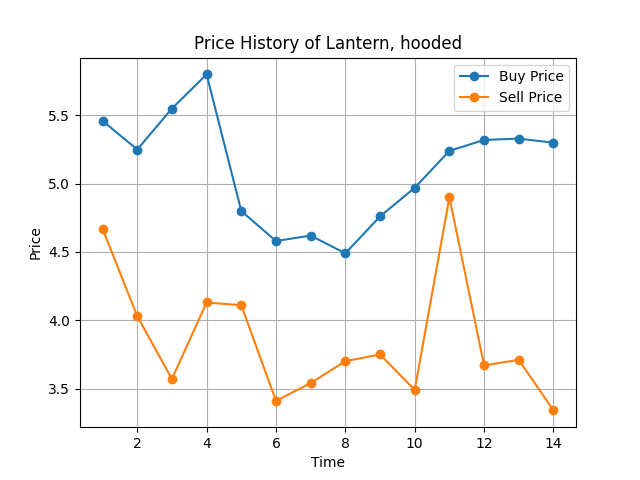 Price History of Lantern, hooded
Buy Price
Sell Price
5.5
5.0
4.5
4.0
3.5
Price
2 4 6 8 10 12 14
Time